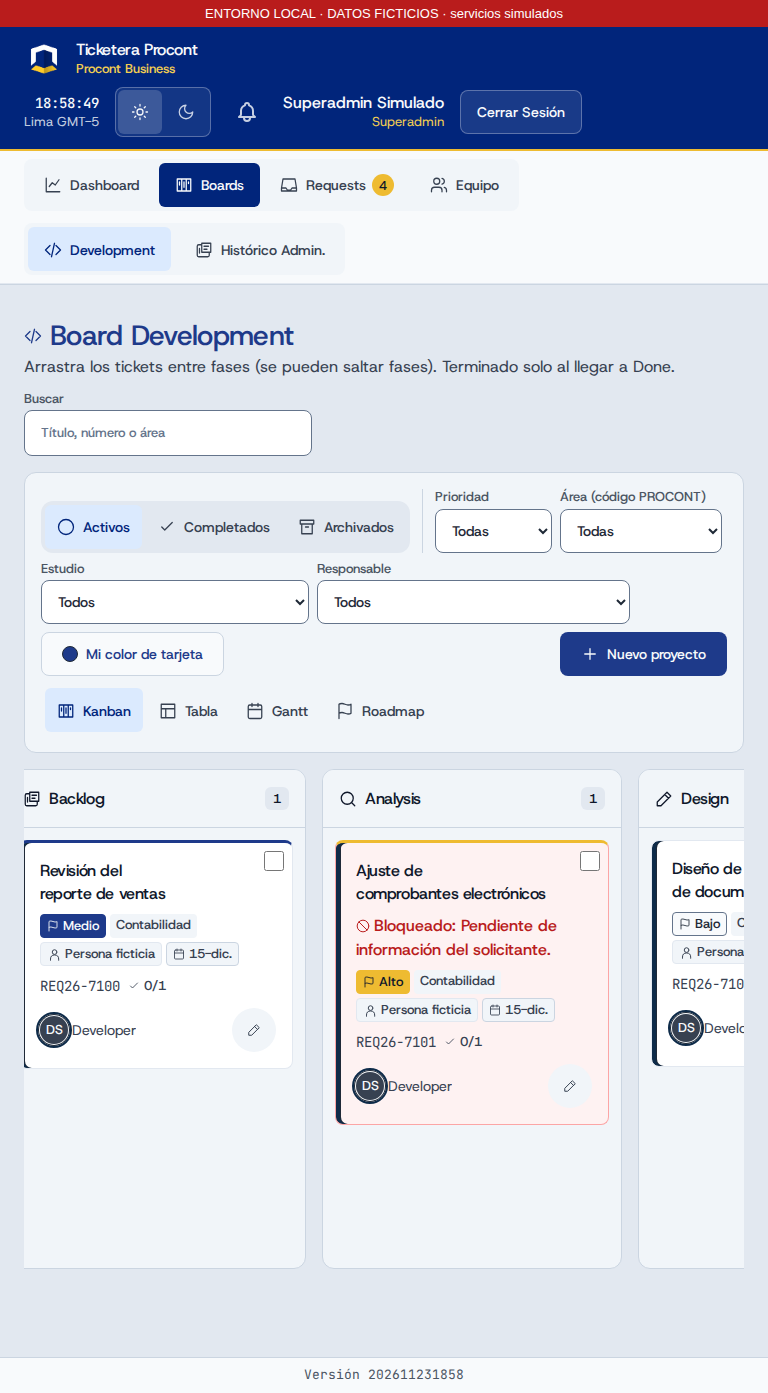 ENTORNO LOCAL · DATOS FICTICIOS · servicios simulados
Ticketera Procont
Procont Business
18:58:49
Lima GMT-5
Superadmin Simulado
Superadmin
Cerrar Sesión
Dashboard
Boards
Requests 4
Equipo
Development
Histórico Admin.
Board Development
Arrastra los tickets entre fases (se pueden saltar fases). Terminado solo al llegar a Done.
Buscar
Título, número o área
Activos
Completados
Archivados
Prioridad
Todas
Área (código PROCONT)
Todas
Estudio
Todos
Responsable
Todos
Mi color de tarjeta
Nuevo proyecto
Kanban
Tabla
Gantt
Roadmap
Backlog 1
Revisión del
reporte de ventas
Medio Contabilidad
Persona ficticia 15-dic.
REQ26-7100 0/1
DS Developer
Analysis 1
Ajuste de
comprobantes electrónicos
Bloqueado: Pendiente de
información del solicitante.
Alto Contabilidad
Persona ficticia 15-dic.
REQ26-7101 0/1
DS Developer
Design
Diseño de
de docum
Bajo
Persona
REQ26-710
DS Develo
Versión 202611231858